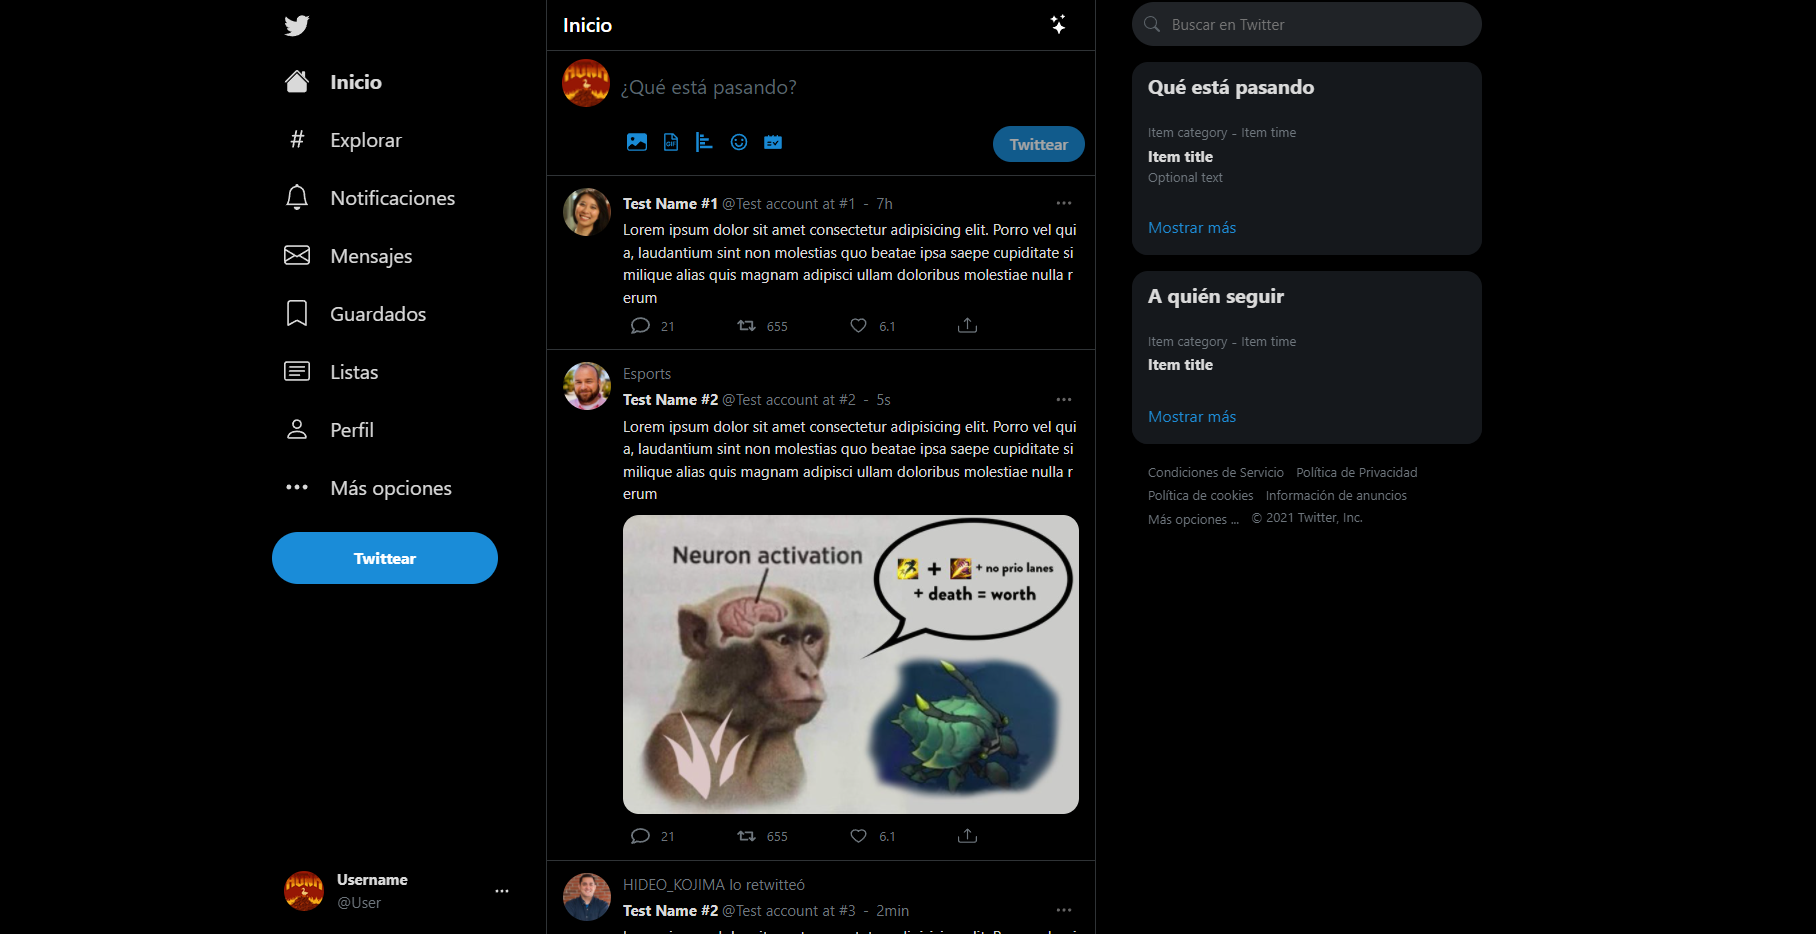 Inicio
Explorar
Notificaciones
Mensajes
Guardados
Listas
Perfil
Más opciones
Twittear
Username
@User
Inicio
¿Qué está pasando?
GIF
Twittear
Test Name #1 @Test account at #1 - 7h
Lorem ipsum dolor sit amet consectetur adipisicing elit. Porro vel qui
a, laudantium sint non molestias quo beatae ipsa saepe cupiditate si
milique alias quis magnam adipisci ullam doloribus molestiae nulla r
erum
21 655 6.1
Esports
Test Name #2 @Test account at #2 - 5s
Lorem ipsum dolor sit amet consectetur adipisicing elit. Porro vel qui
a, laudantium sint non molestias quo beatae ipsa saepe cupiditate si
milique alias quis magnam adipisci ullam doloribus molestiae nulla r
erum
Neuron activation
+ + no prio lanes
+ death = worth
21 655 6.1
HIDEO_KOJIMA lo retwitteó
Test Name #2 @Test account at #3 - 2min
Buscar en Twitter
Qué está pasando
Item category - Item time
Item title
Optional text
Mostrar más
A quién seguir
Item category - Item time
Item title
Mostrar más
Condiciones de Servicio Política de Privacidad
Política de cookies Información de anuncios
Más opciones ... © 2021 Twitter, Inc.